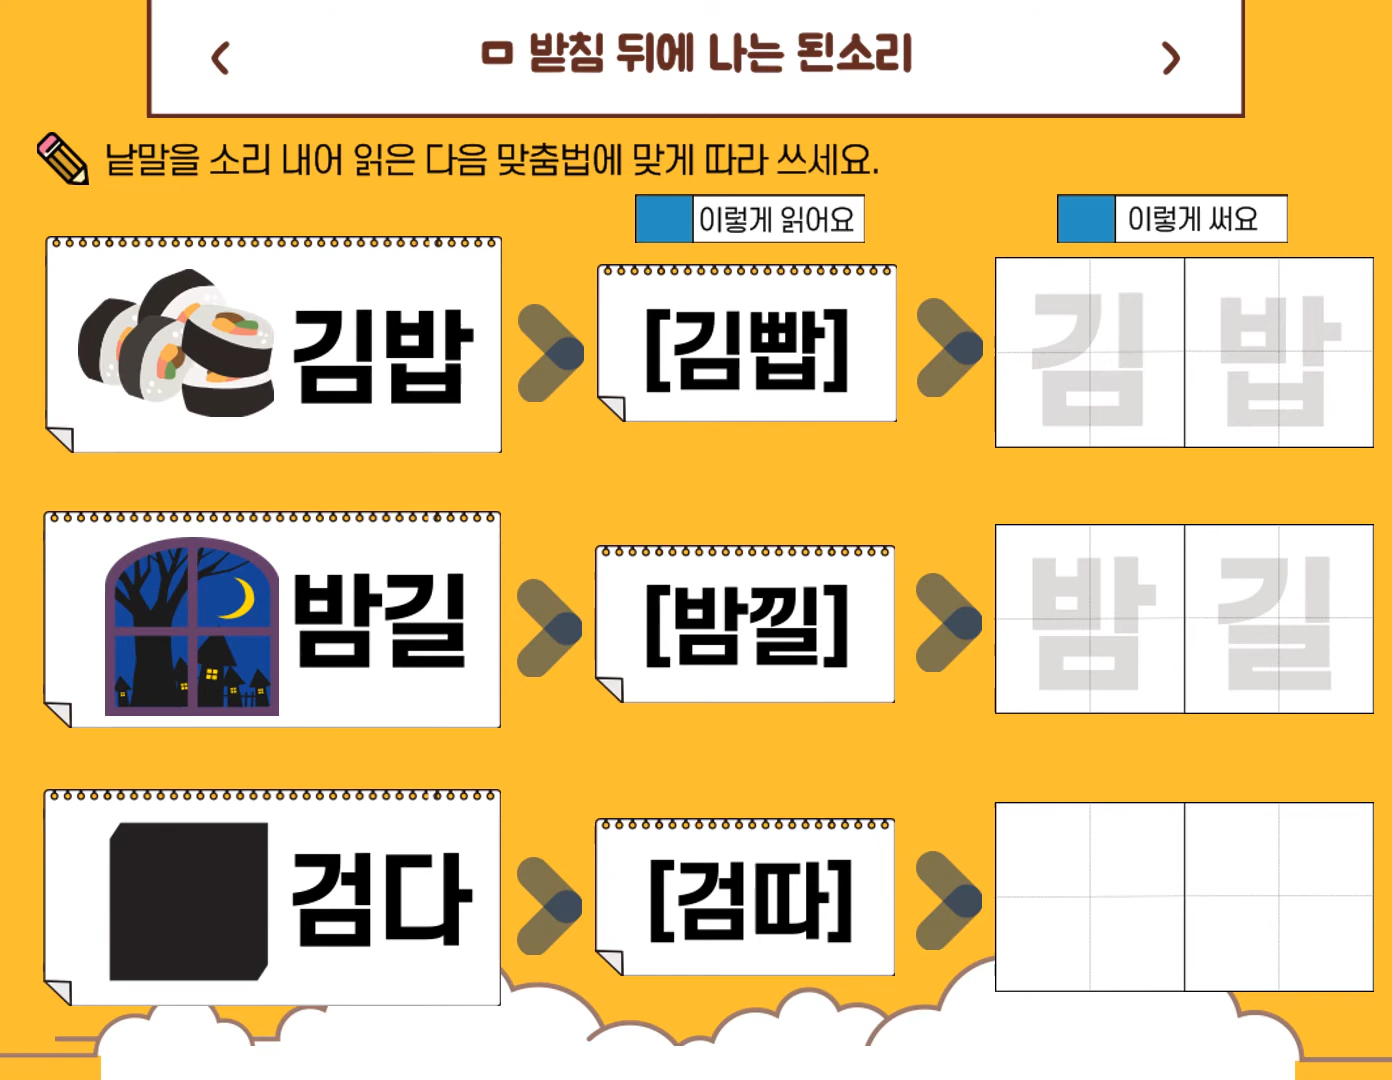 ㅁ 받침 뒤에 나는 된소리
낱말을 소리 내어 읽은 다음 맞춤법에 맞게 따라 쓰세요.
이렇게 읽어요
이렇게 써요
김밥
[김빱]
김밥
밤길
[밤낄]
밤길
검다
[검따]